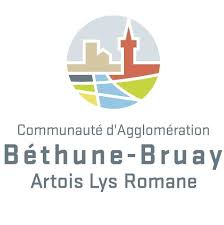 Communauté d'Agglomération
Béthune-Bruay
Artois Lys Romane